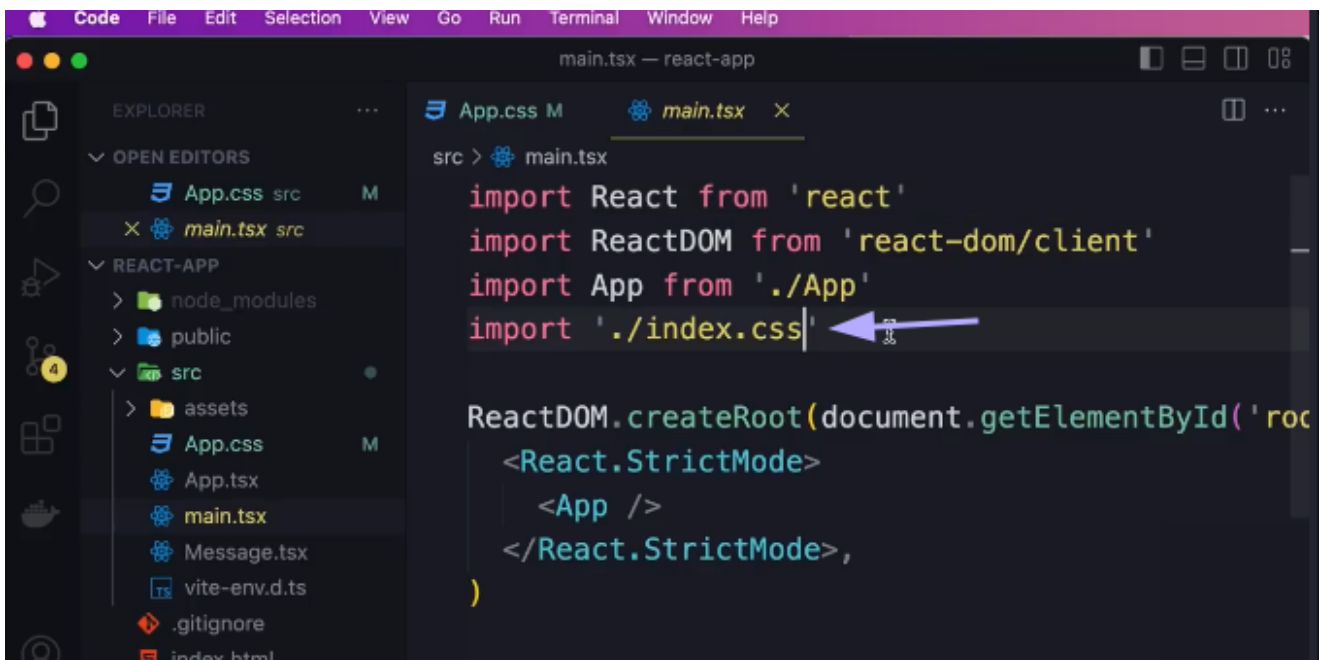 Code File Edit Selection View Go Run Terminal Window Help
main.tsx — react-app
EXPLORER ...
OPEN EDITORS
App.css src M
main.tsx src
REACT-APP
node_modules
public
src
assets
App.css M
App.tsx
main.tsx
Message.tsx
TS vite-env.d.ts
.gitignore
index.html
4
App.css M main.tsx ...
src > main.tsx
import React from 'react'
import ReactDOM from 'react-dom/client'
import App from './App'
import './index.css'
ReactDOM.createRoot(document.getElementById('roo
<React.StrictMode>
<App />
</React.StrictMode>,
)